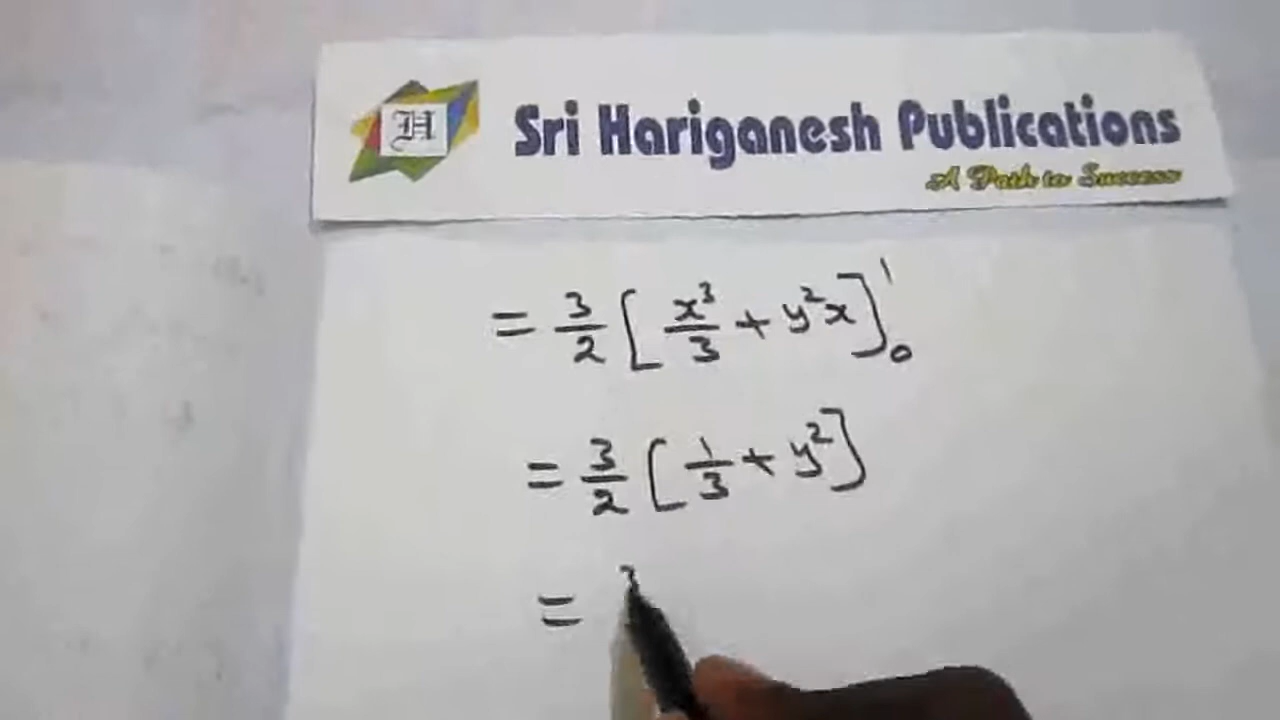 H
Sri Hariganesh Publications
A Path to Success
= 3/2 [ x³/3 + y²x ]₀¹
= 3/2 [ 1/3 + y² ]
=